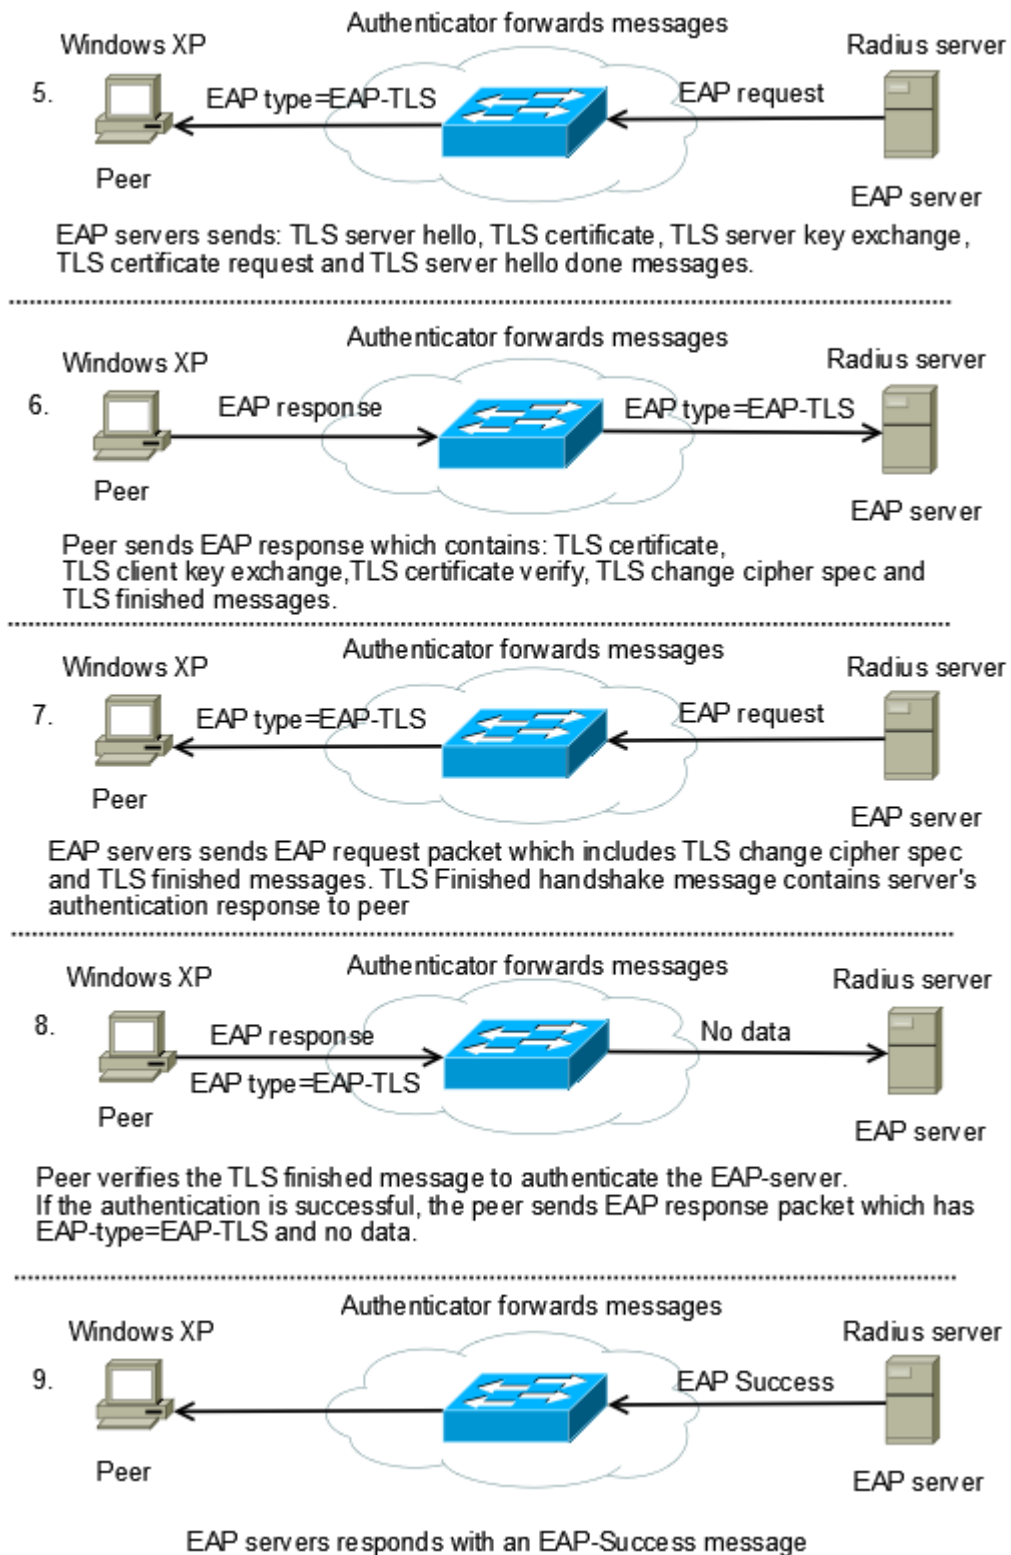 Authenticator forwards messages
Windows XP
Radius server
5.
EAP type=EAP-TLS
EAP request
Peer
EAP server
EAP servers sends: TLS server hello, TLS certificate, TLS server key exchange,
TLS certificate request and TLS server hello done messages.
Authenticator forwards messages
Windows XP
Radius server
6.
EAP response
EAP type=EAP-TLS
Peer
EAP server
Peer sends EAP response which contains: TLS certificate,
TLS client key exchange,TLS certificate verify, TLS change cipher spec and
TLS finished messages.
Authenticator forwards messages
Windows XP
Radius server
7.
EAP type=EAP-TLS
EAP request
Peer
EAP server
EAP servers sends EAP request packet which includes TLS change cipher spec
and TLS finished messages. TLS Finished handshake message contains server's
authentication response to peer
Authenticator forwards messages
Windows XP
Radius server
8.
EAP response
No data
EAP type=EAP-TLS
Peer
EAP server
Peer verifies the TLS finished message to authenticate the EAP-server.
If the authentication is successful, the peer sends EAP response packet which has
EAP-type=EAP-TLS and no data.
Authenticator forwards messages
Windows XP
Radius server
9.
EAP Success
Peer
EAP server
EAP servers responds with an EAP-Success message